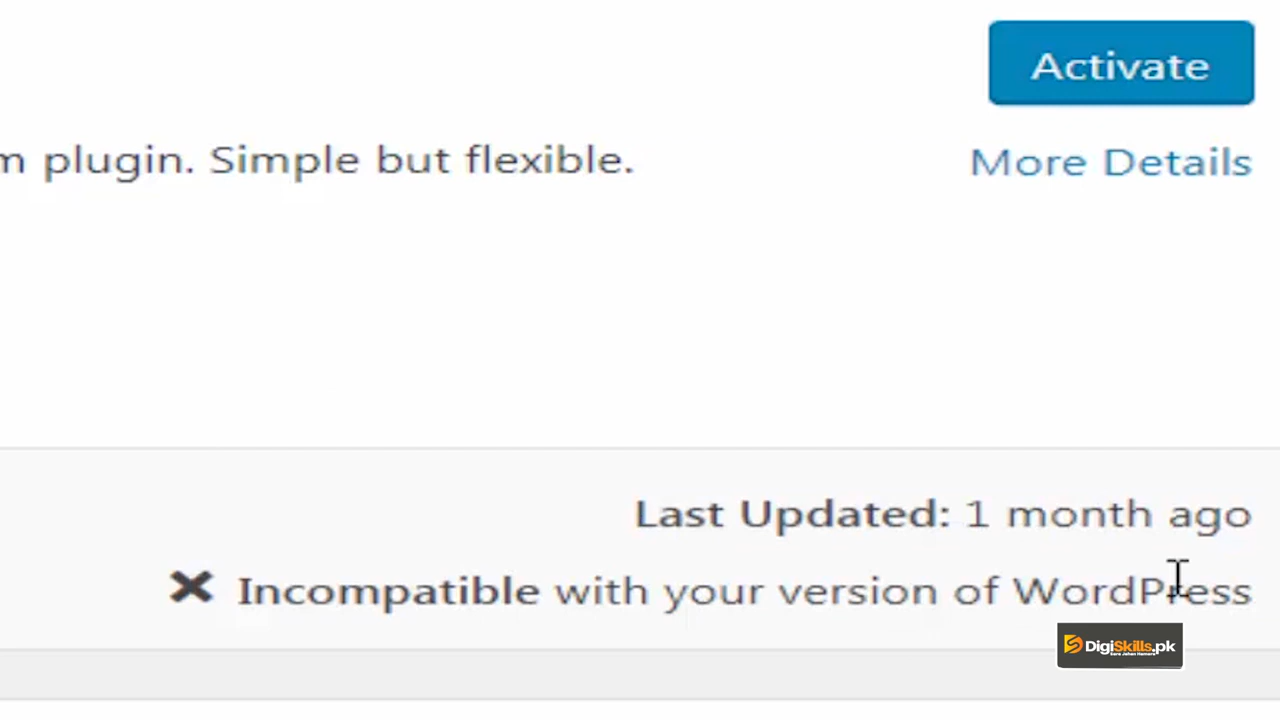 Activate
m plugin. Simple but flexible.
More Details
Last Updated: 1 month ago
Incompatible with your version of WordPress
DigiSkills.pk